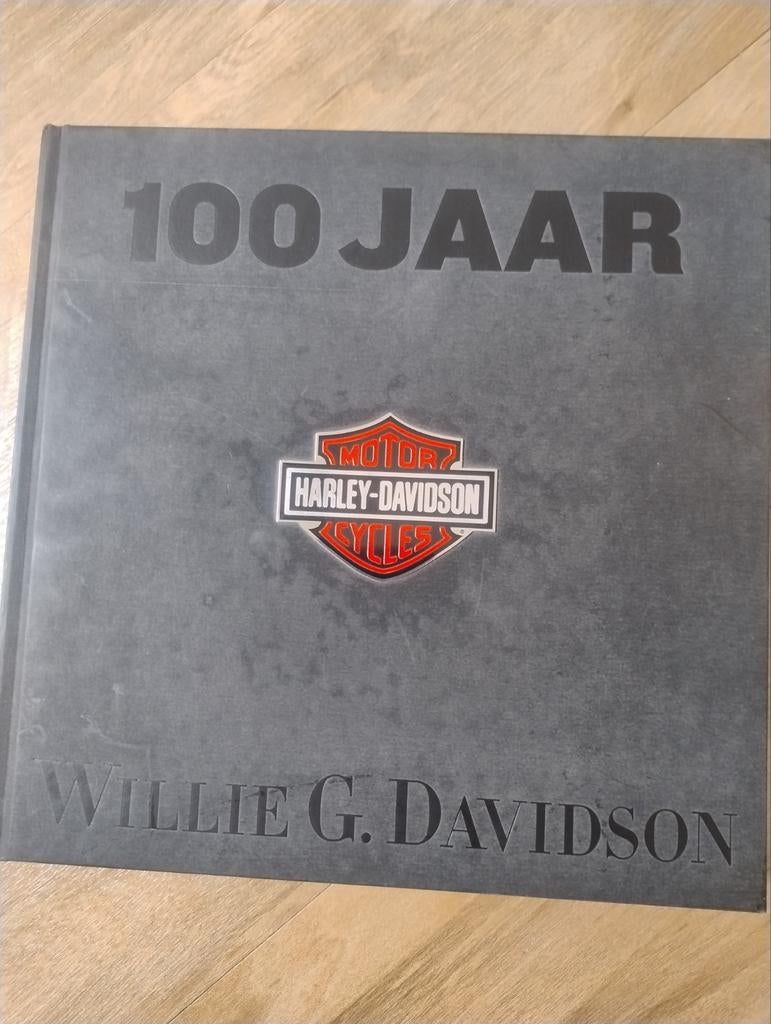 100 JAAR
MOTOR
HARLEY-DAVIDSON
CYCLES
WILLIE G. DAVIDSON